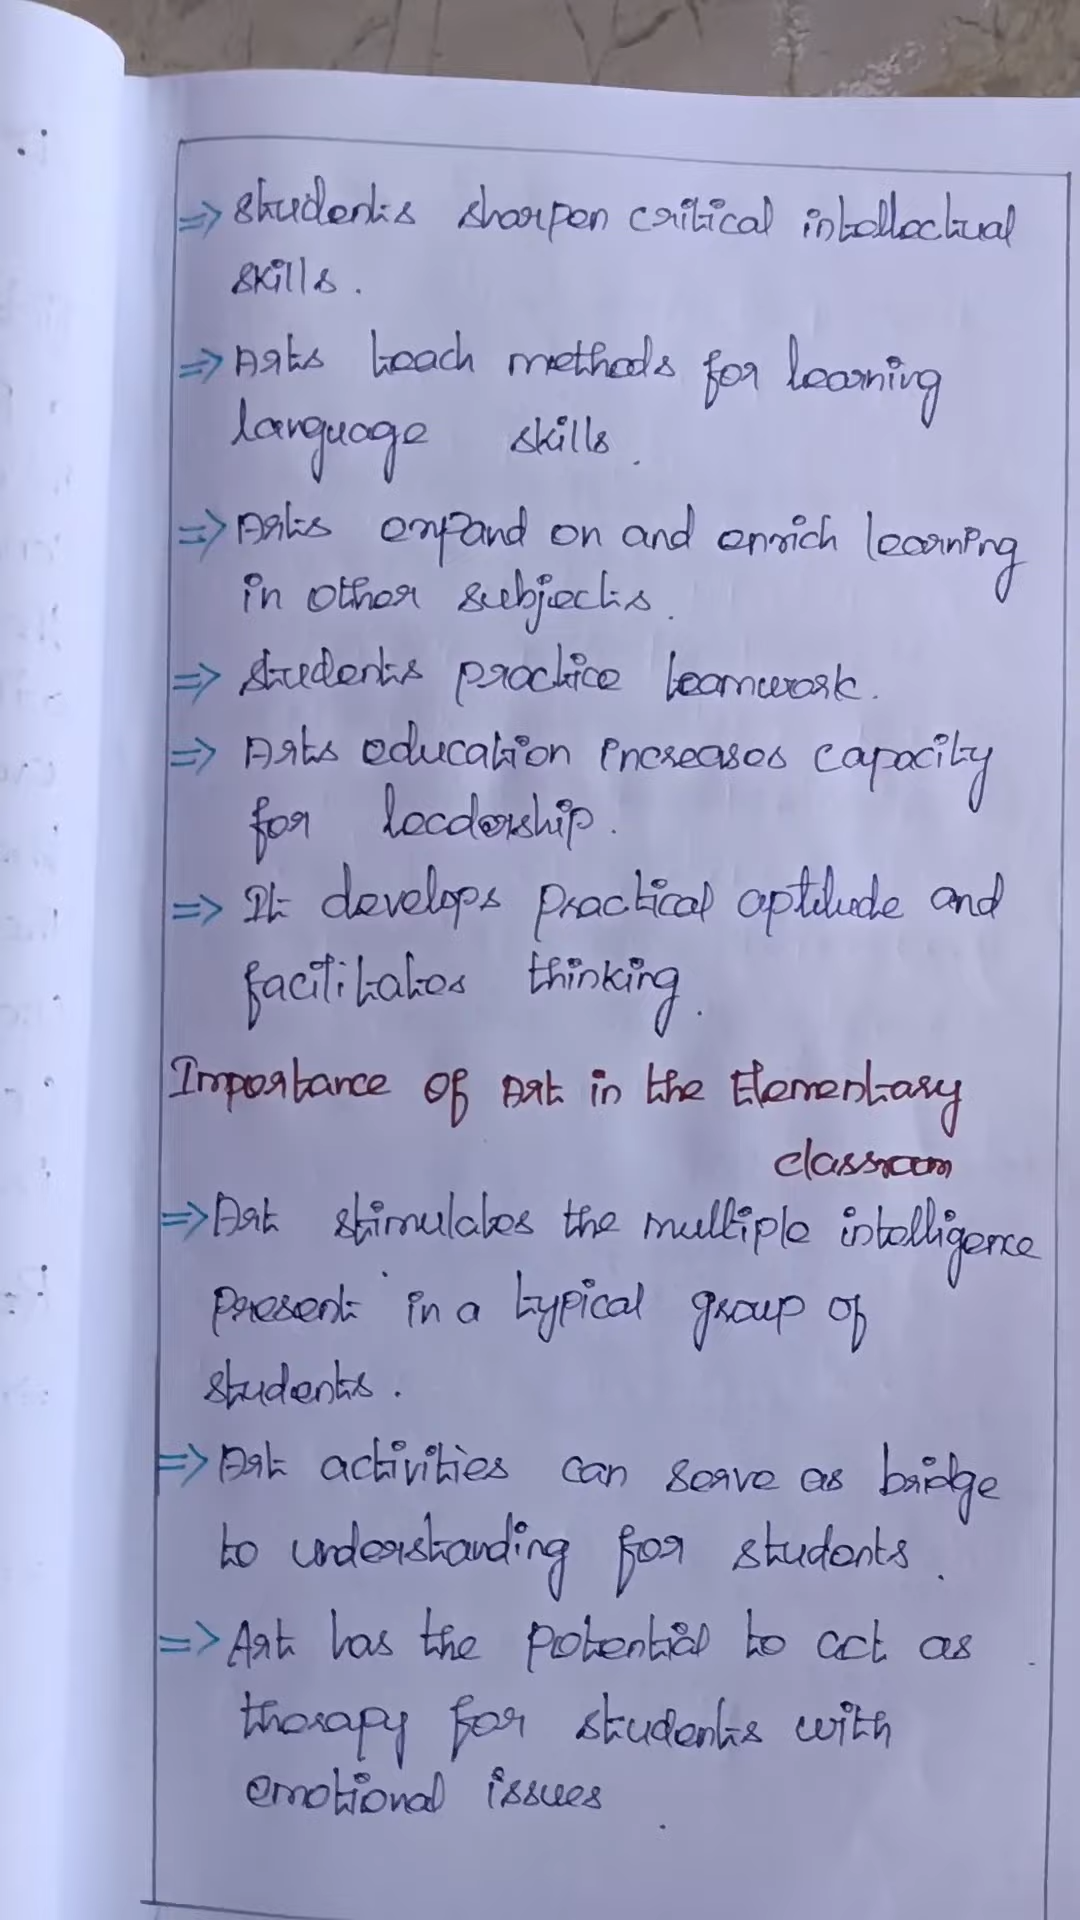 ⇒ students sharpen critical intellectual
skills.
⇒ Arts teach methods for learning
language skills.
⇒ Arts expand on and enrich learning
in other subjects.
⇒ students practice teamwork.
⇒ Arts education increases capacity
for leadership.
⇒ It develops practical aptitude and
facilitates thinking.
Importance of Art in the Elementary
classroom
⇒ Art stimulates the multiple intelligence
present in a typical group of
students.
⇒ Art activities can serve as bridge
to understanding for students.
⇒ Art has the potential to act as
therapy for students with
emotional issues.